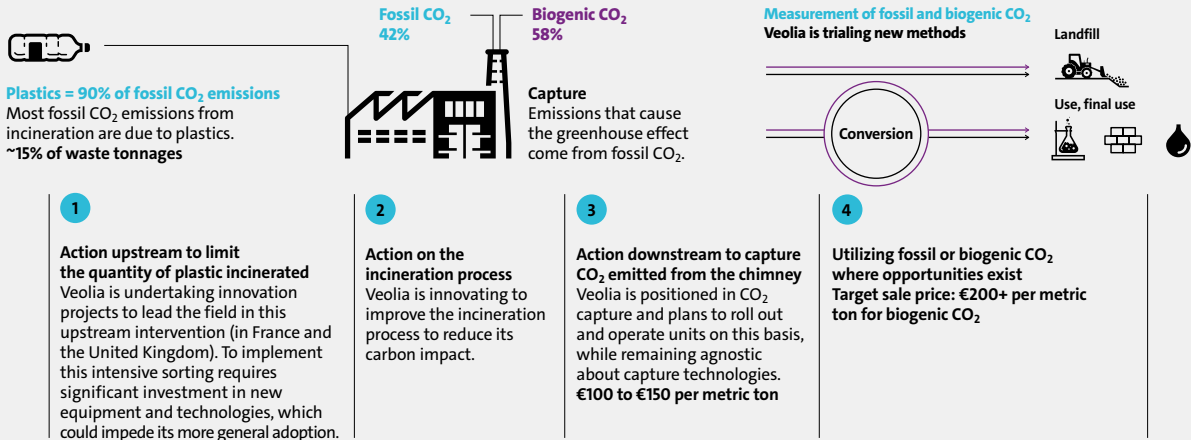 Fossil CO₂
42%
Biogenic CO₂
58%
Measurement of fossil and biogenic CO₂
Veolia is trialing new methods
Landfill
Plastics = 90% of fossil CO₂ emissions
Most fossil CO₂ emissions from
incineration are due to plastics.
~15% of waste tonnages
Capture
Emissions that cause
the greenhouse effect
come from fossil CO₂.
Use, final use
Conversion
1
Action upstream to limit
the quantity of plastic incinerated
Veolia is undertaking innovation
projects to lead the field in this
upstream intervention (in France and
the United Kingdom). To implement
this intensive sorting requires
significant investment in new
equipment and technologies, which
could impede its more general adoption.
2
Action on the
incineration process
Veolia is innovating to
improve the incineration
process to reduce its
carbon impact.
3
Action downstream to capture
CO₂ emitted from the chimney
Veolia is positioned in CO₂
capture and plans to roll out
and operate units on this basis,
while remaining agnostic
about capture technologies.
€100 to €150 per metric ton
4
Utilizing fossil or biogenic CO₂
where opportunities exist
Target sale price: €200+ per metric
ton for biogenic CO₂